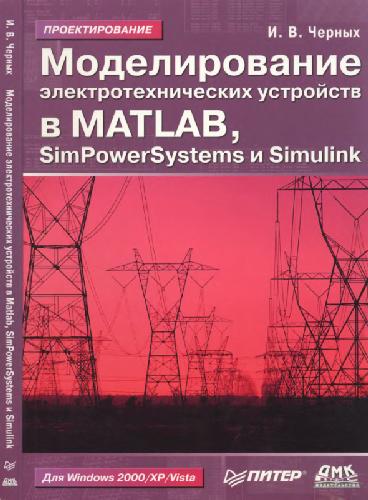 И. В. Черных
Моделирование электротехнических устройств в Matlab, SimPowerSystems и Simulink
ПРОЕКТИРОВАНИЕ
И. В. Черных
Моделирование
электротехнических устройств
в MATLAB,
SimPowerSystems и Simulink
Для Windows 2000/XP/Vista
ПИТЕР
ДМК